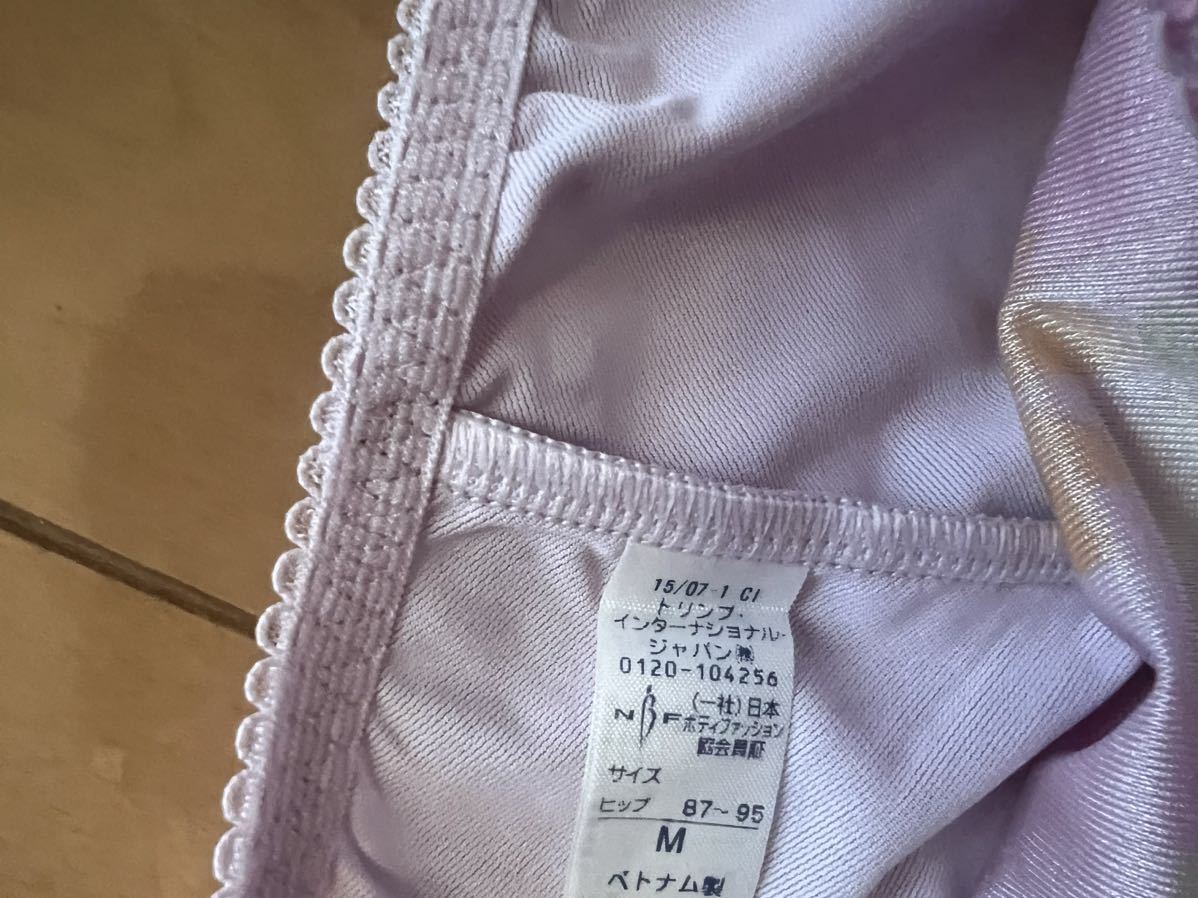 15/07-1 CI
トリンプ・
インターナショナル・
ジャパン㈱
0120-104256
(一社)日本
NBF ボディファッション
協会員証
サイズ
ヒップ 87~95
M
ベトナム製